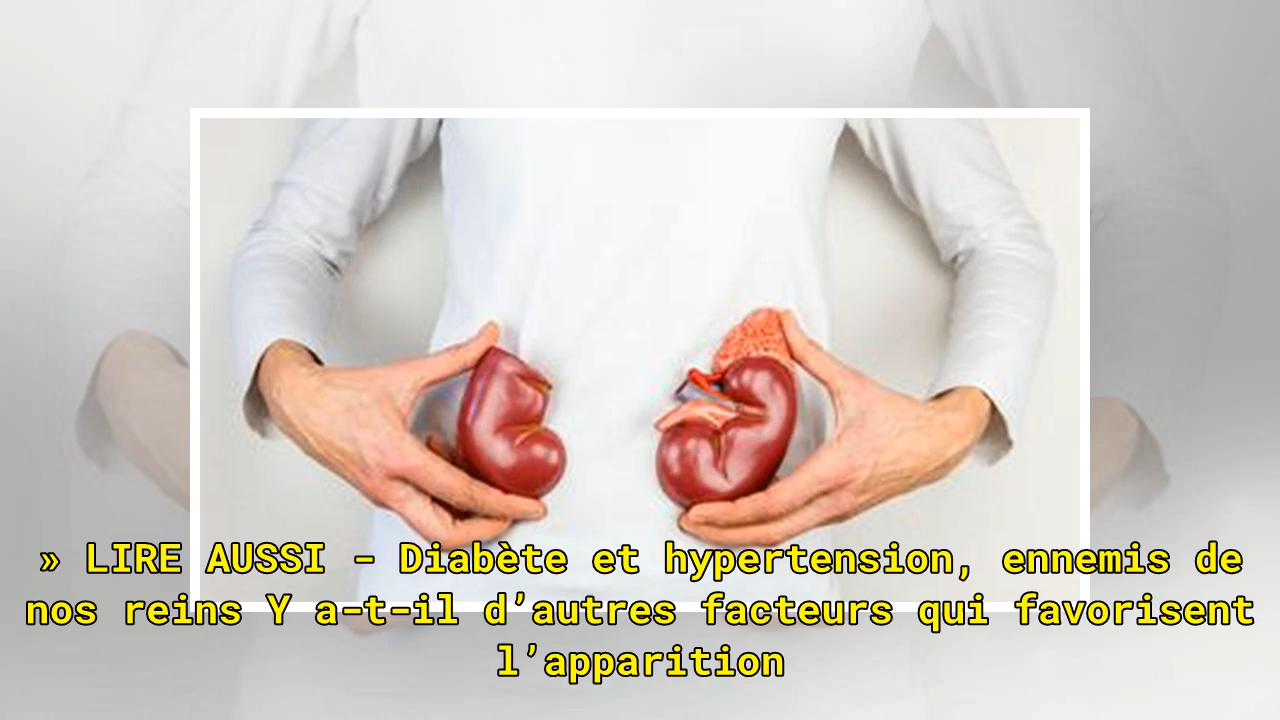 » LIRE AUSSI - Diabète et hypertension, ennemis de
nos reins Y a-t-il d’autres facteurs qui favorisent
l’apparition